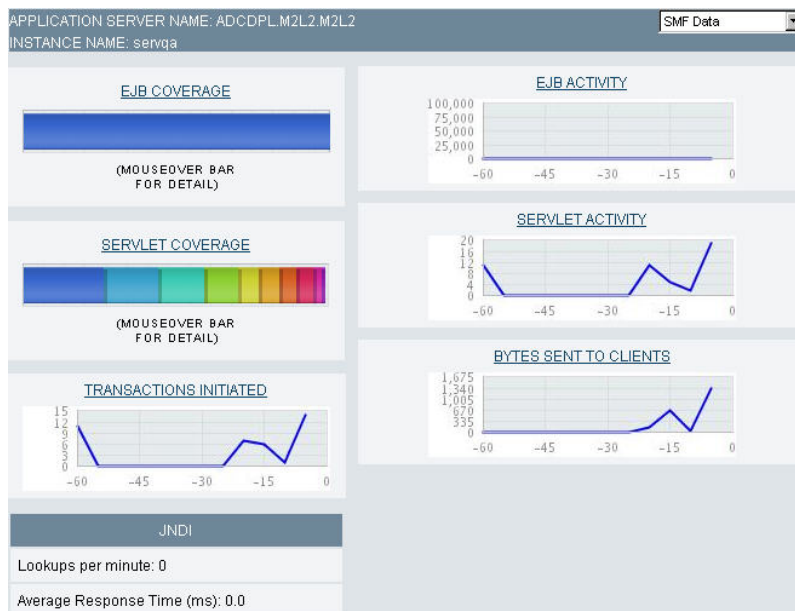 APPLICATION SERVER NAME: ADCDPL.M2L2.M2L2
INSTANCE NAME: servqa
SMF Data
EJB COVERAGE
(MOUSEOVER BAR
FOR DETAIL)
SERVLET COVERAGE
(MOUSEOVER BAR
FOR DETAIL)
TRANSACTIONS INITIATED
15
12
9
6
3
0
-60 -45 -30 -15 0
JNDI
Lookups per minute: 0
Average Response Time (ms): 0.0
EJB ACTIVITY
100,000
75,000
50,000
25,000
0
-60 -45 -30 -15 0
SERVLET ACTIVITY
20
16
12
8
4
0
-60 -45 -30 -15 0
BYTES SENT TO CLIENTS
1,675
1,340
1,005
670
335
0
-60 -45 -30 -15 0